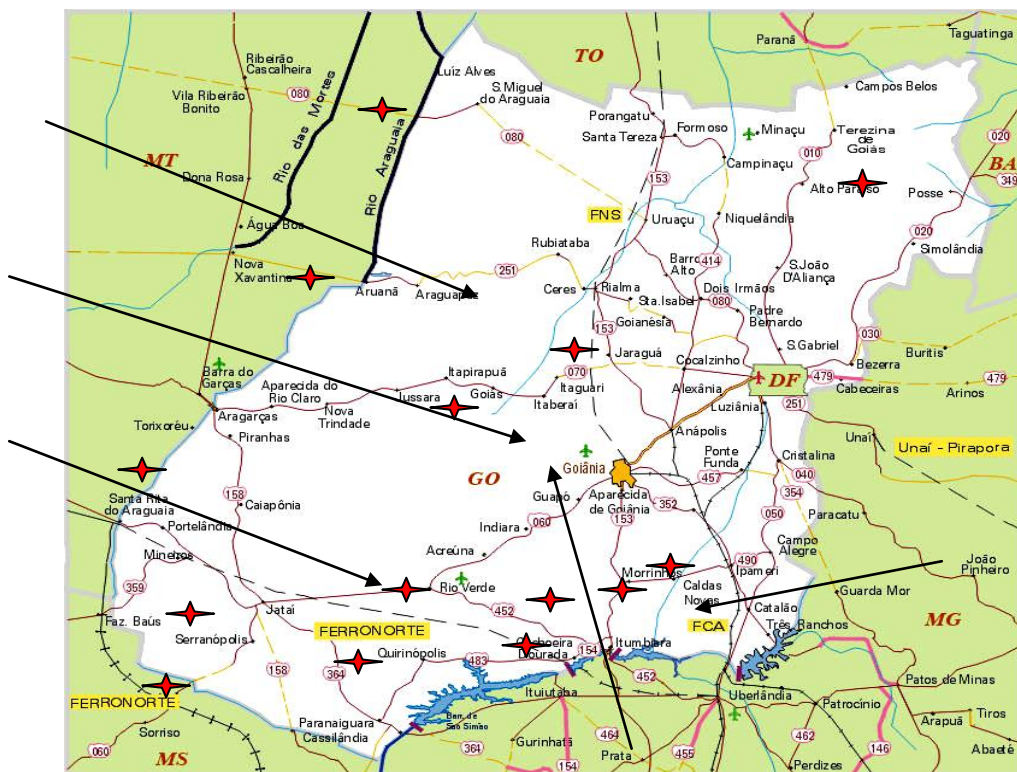 Taguatinga
Paranã
TO
Ribeirão
Cascalheira
Luíz Alves
S. Miguel
do Araguaia
Campos Belos
Vila Ribeirão
Bonito
080
Rio das Mortes
Rio Araguaia
Porangatu
Santa Tereza
Formoso
Minaçu
Terezina
de
Goiás
020
080
MT
Campinaçu
010
BA
Dona Rosa
153
Alto Paraíso
Posse
349
Água Boa
FNS
Uruaçu
Niquelândia
020
Simolândia
Nova
Xavantina
Rubiataba
Barro
Alto
414
S.João
D'Aliança
251
Aruanã
Ceres
Rialma
Sta.Isabel
Dois Irmãos
080
Goianésia
Padre
Bernardo
153
030
Jaraguá
S.Gabriel
Buritis
Barra do
Garças
Cocalzinho
Bezerra
070
Itapirapuã
Itaguari
DF
479
Cabeceiras
479
Aparecida do
Rio Claro
Jussara
Goiás
Itaberaí
Alexânia
Luziânia
Arinos
Nova
Trindade
251
Aragarças
Torixoréu
Piranhas
Anápolis
Unaí
Unaí - Pirapora
Goiânia
Ponte
Funda
Cristalina
GO
457
040
Santa Rita
do Araguaia
158
Caiapônia
Guapó
Aparecida
de Goiânia
354
Portelândia
060
153
352
050
Paracatu
Indiara
Mineiros
Acreúna
Campo
Alegre
490
João
Pinheiro
359
Rio Verde
Morrinhos
Ipameri
Caldas
Novas
Guarda Mor
Faz. Baús
Jataí
452
Catalão
MG
Serranópolis
FERRONORTE
FCA
Três Ranchos
Cachoeira
Dourada
154
Itumbiara
158
364
Quirinópolis
483
452
Patos de Minas
FERRONORTE
Ituiutaba
Uberlândia
Patrocínio
Paranaiguara
Cassilândia
Bar. de
São Simão
Arapuã
Tiros
Sorriso
060
MS
364
Gurinhatã
464
Prata
455
462
146
Abaeté
154
Perdizes